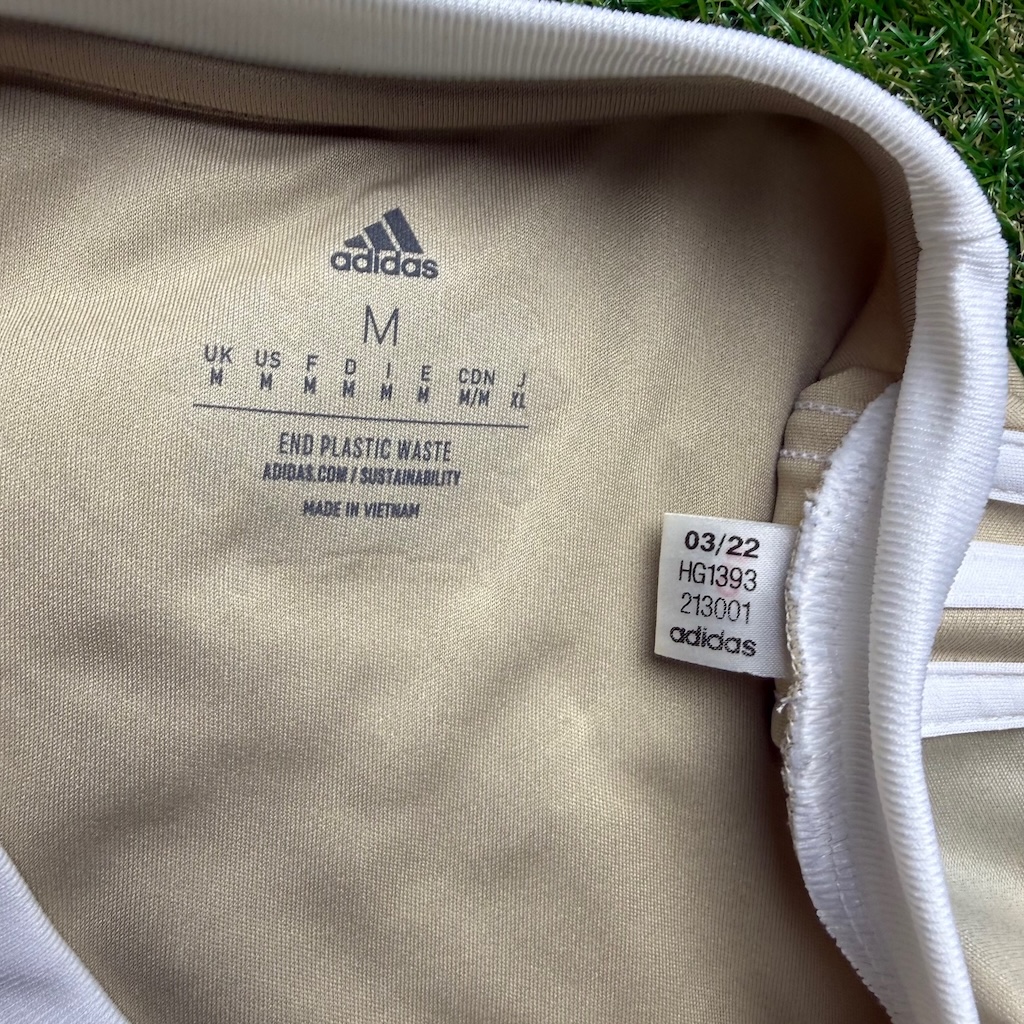 adidas
M
UK US F D I E CDN J
M M M M M M M/M XL
END PLASTIC WASTE
ADIDAS.COM / SUSTAINABILITY
MADE IN VIETNAM
03/22
HG1393
213001
adidas